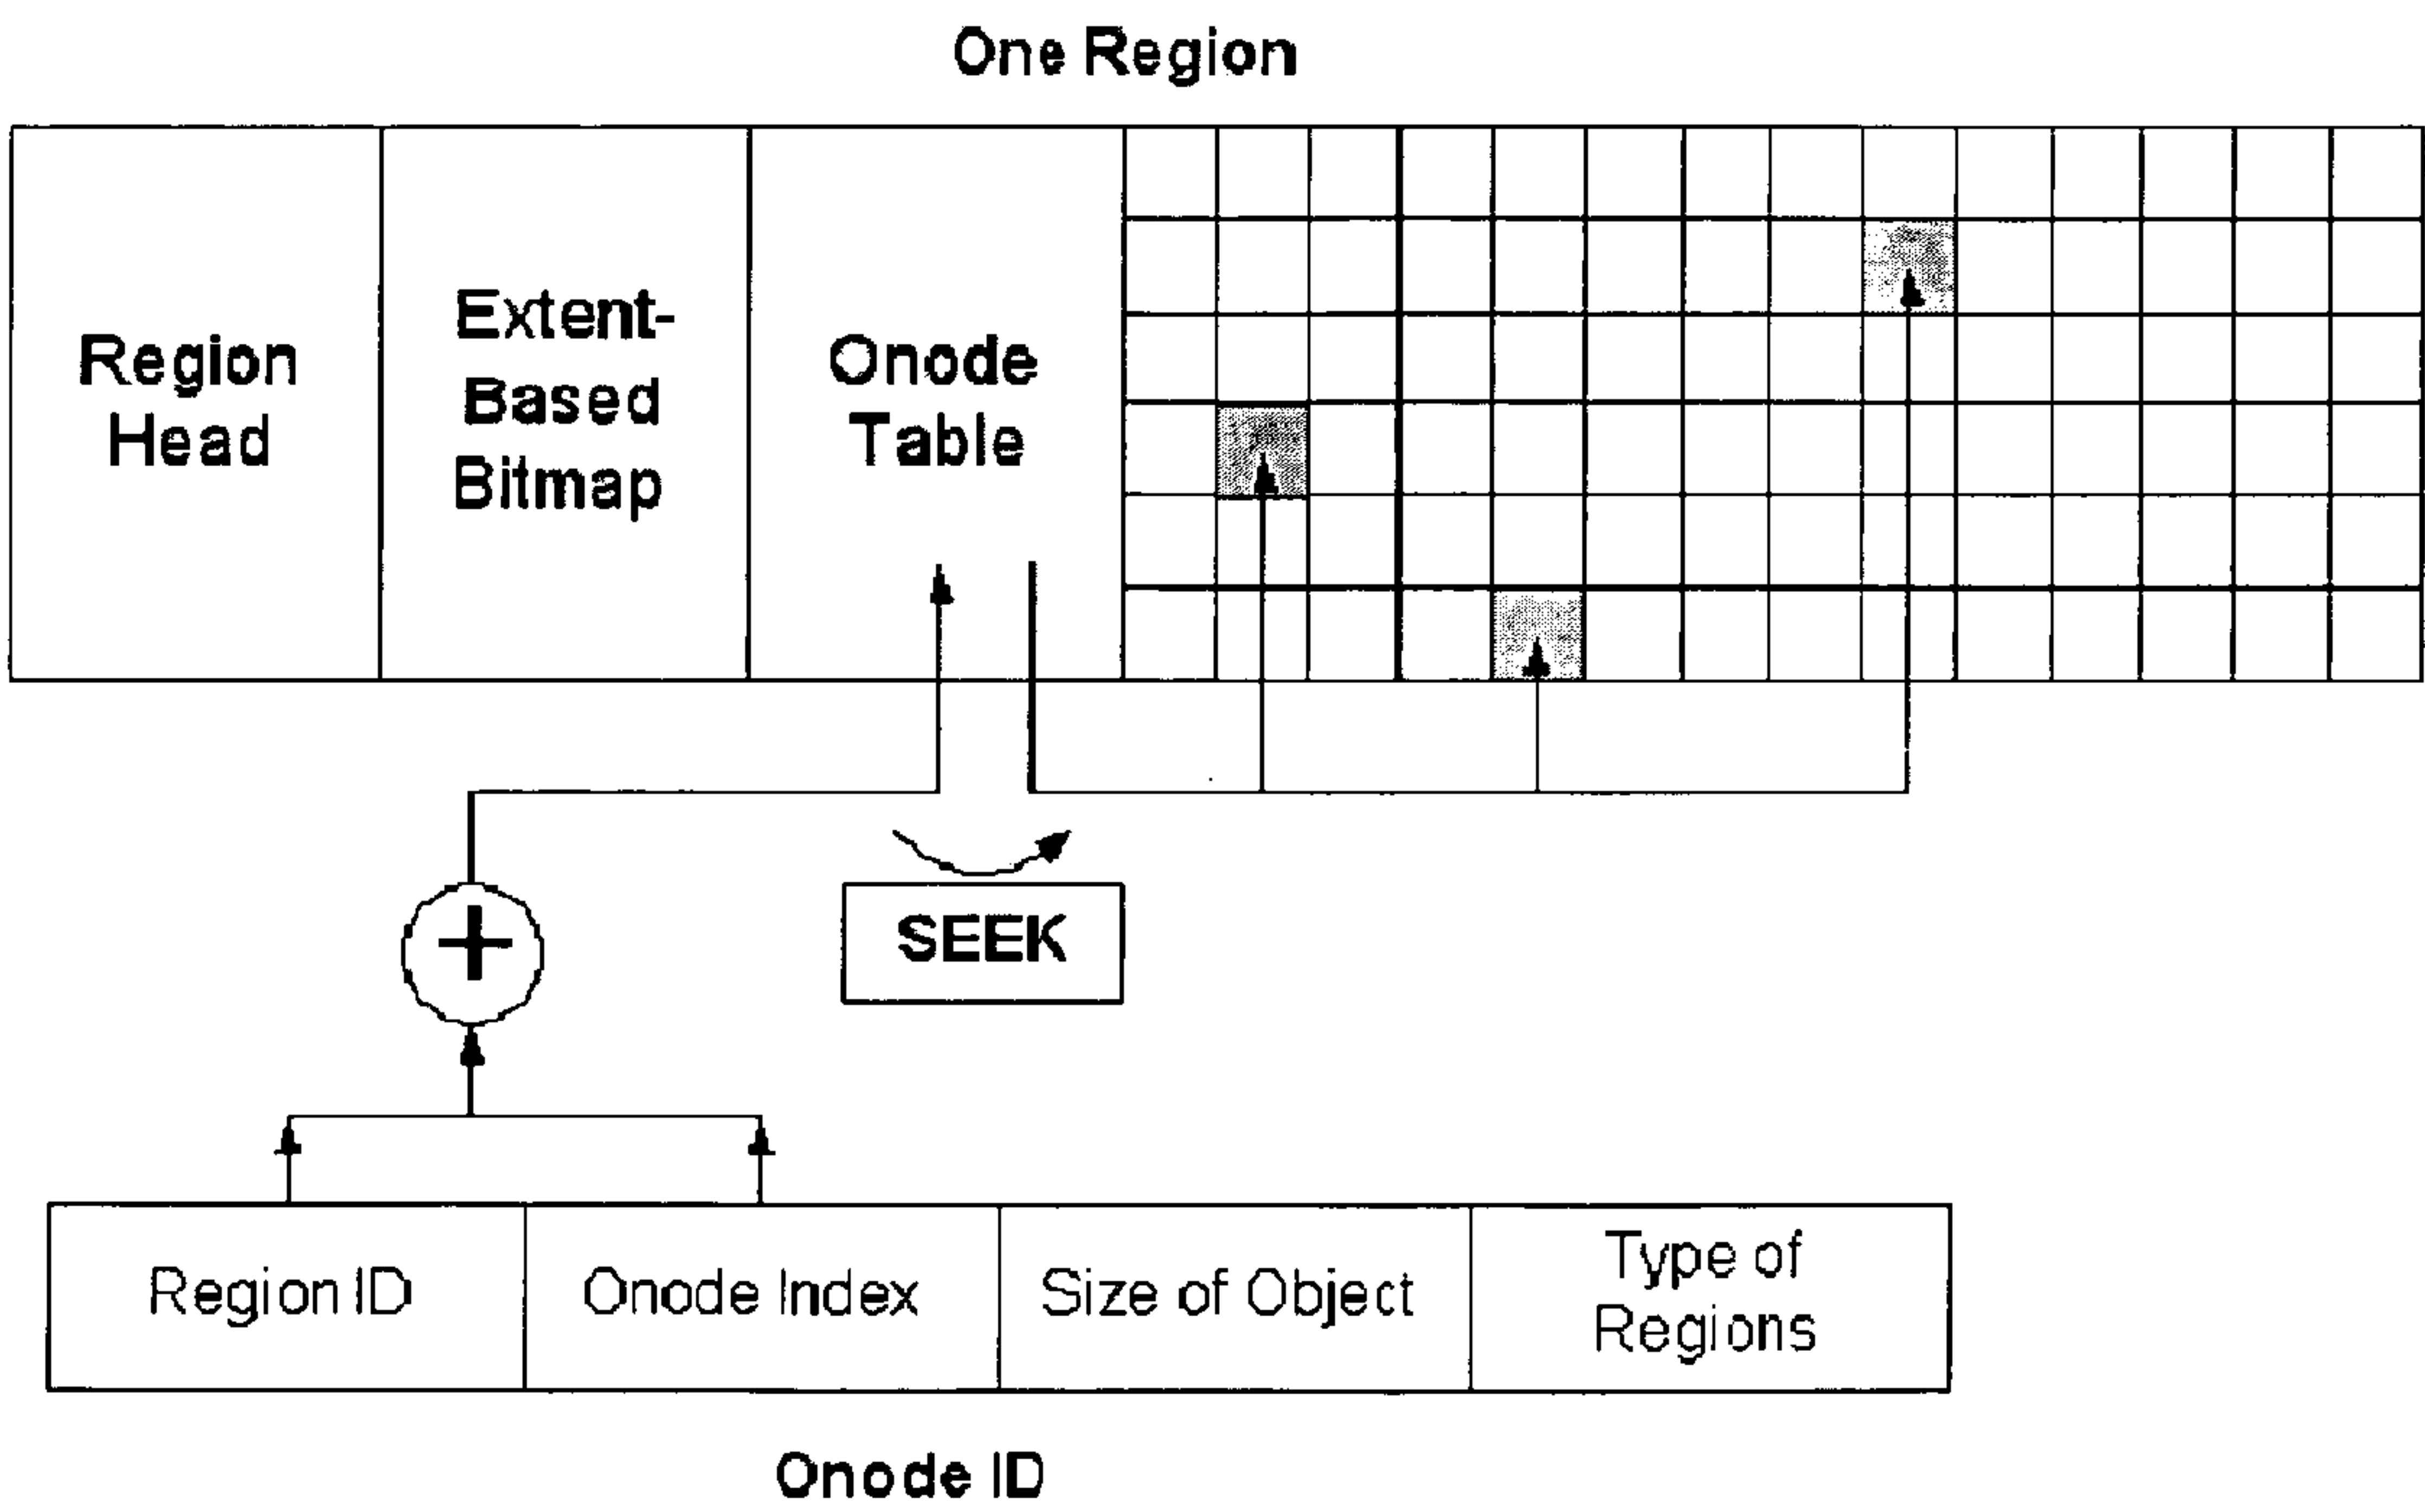 One Region
Region
Head
Extent-
Based
Bitmap
Onode
Table
+
SEEK
Region ID
Onode Index
Size of Object
Type of
Regions
Onode ID